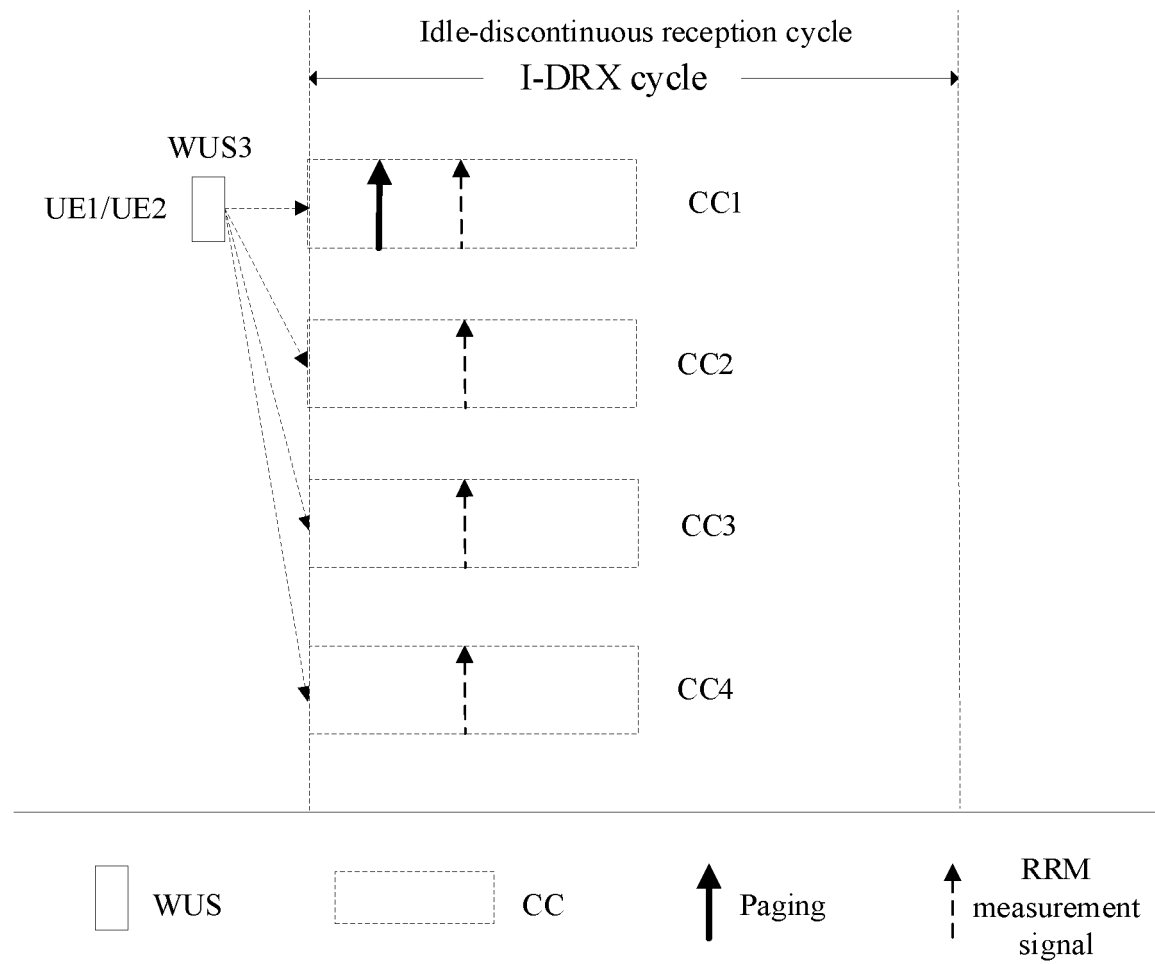 Idle-discontinuous reception cycle
I-DRX cycle
WUS3
UE1/UE2
CC1
CC2
CC3
CC4
WUS
CC
Paging
RRM
measurement
signal